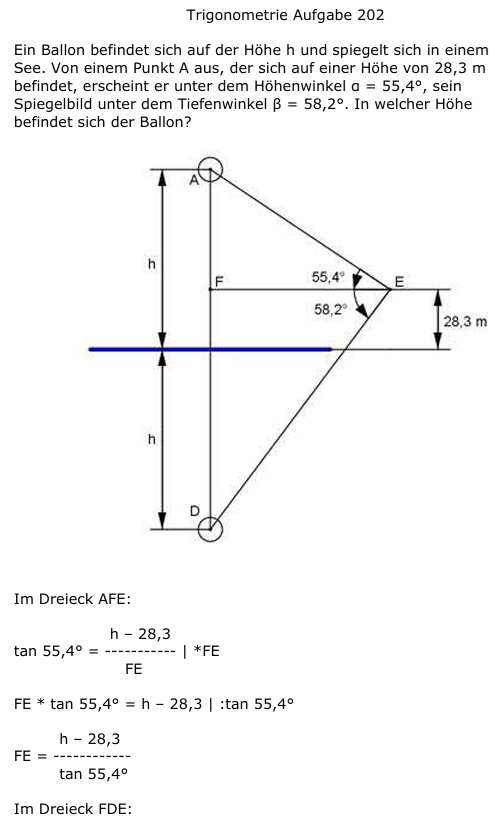 Trigonometrie Aufgabe 202
Ein Ballon befindet sich auf der Höhe h und spiegelt sich in einem
See. Von einem Punkt A aus, der sich auf einer Höhe von 28,3 m
befindet, erscheint er unter dem Höhenwinkel α = 55,4°, sein
Spiegelbild unter dem Tiefenwinkel β = 58,2°. In welcher Höhe
befindet sich der Ballon?
A
h
F
55,4°
E
58,2°
28,3 m
h
D
Im Dreieck AFE:
h – 28,3
tan 55,4° = ----------- | *FE
FE
FE * tan 55,4° = h – 28,3 | :tan 55,4°
h – 28,3
FE = ------------
tan 55,4°
Im Dreieck FDE: